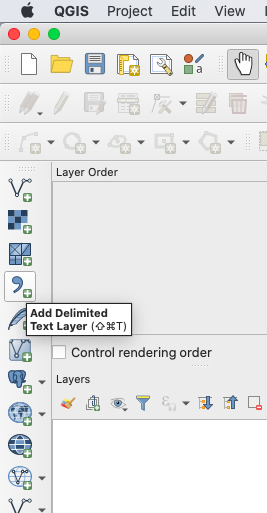 QGIS Project Edit View
Layer Order
Add Delimited
Text Layer (⇧⌘T)
Control rendering order
Layers